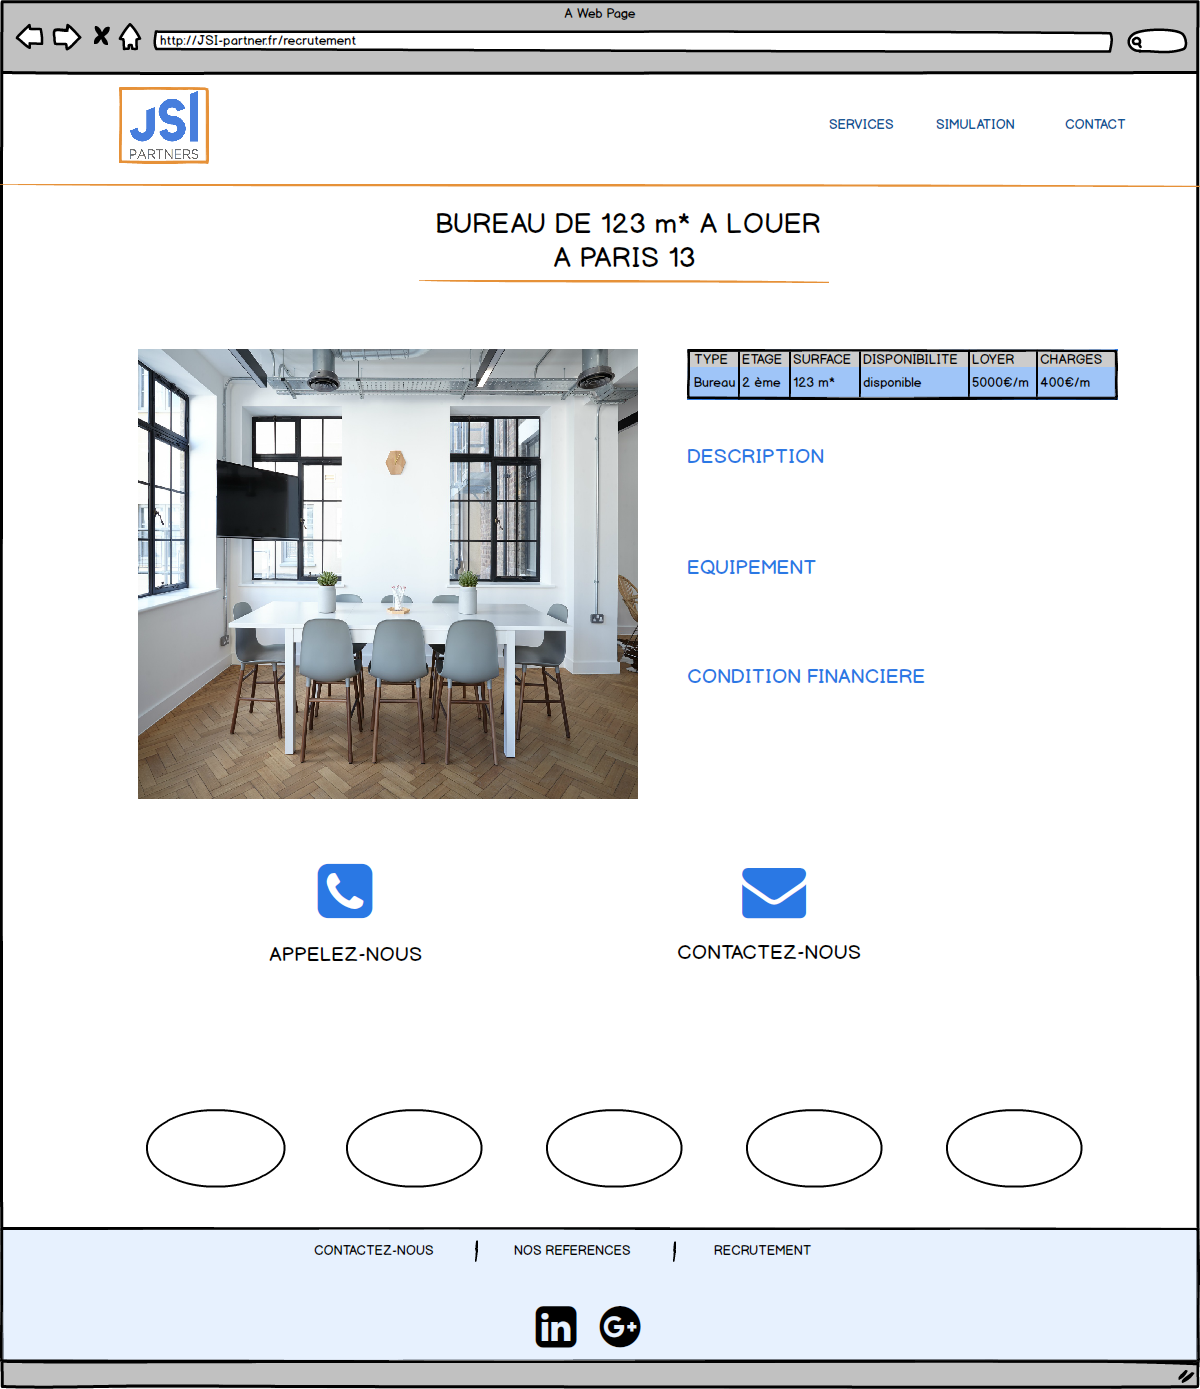 A Web Page
http://JSI-partner.fr/recrutement
JSI
PARTNERS
SERVICES SIMULATION CONTACT
BUREAU DE 123 m* A LOUER
A PARIS 13
TYPE ETAGE SURFACE DISPONIBILITE LOYER CHARGES
Bureau 2 ème 123 m* disponible 5000€/m 400€/m
DESCRIPTION
EQUIPEMENT
CONDITION FINANCIERE
APPELEZ-NOUS CONTACTEZ-NOUS
CONTACTEZ-NOUS NOS REFERENCES RECRUTEMENT
in G+